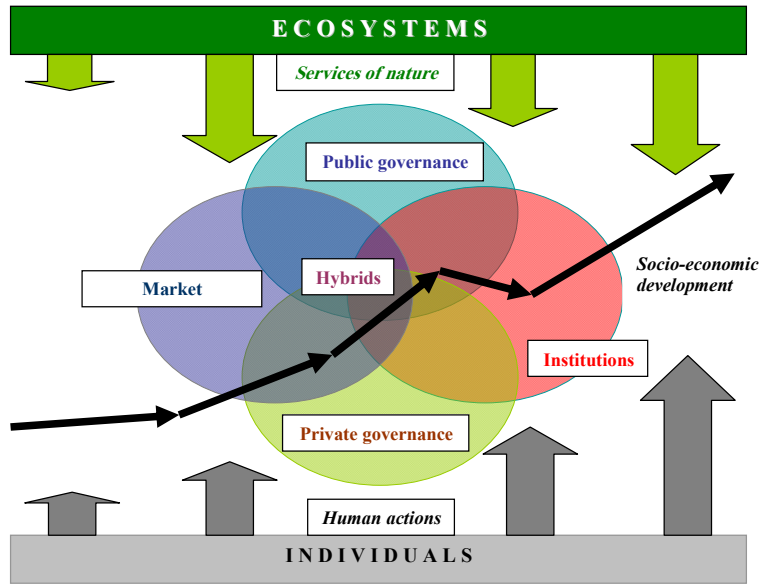 ECOSYSTEMS
Services of nature
Public governance
Market
Hybrids
Socio-economic
development
Institutions
Private governance
Human actions
INDIVIDUALS